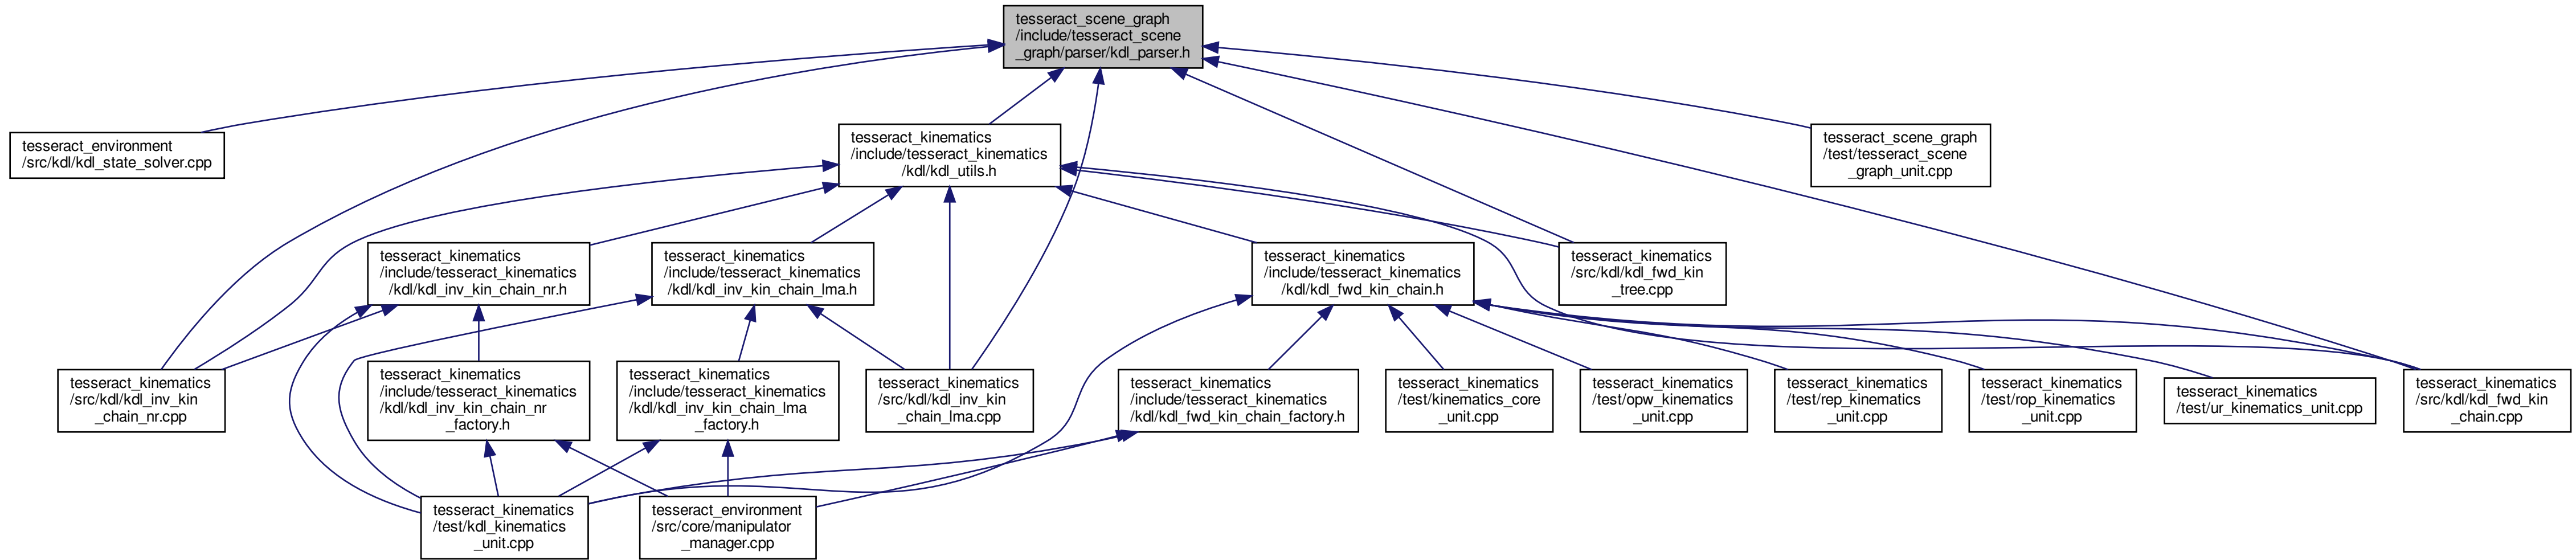 tesseract_scene_graph
/include/tesseract_scene
_graph/parser/kdl_parser.h
tesseract_environment
/src/kdl/kdl_state_solver.cpp
tesseract_kinematics
/include/tesseract_kinematics
/kdl/kdl_utils.h
tesseract_scene_graph
/test/tesseract_scene
_graph_unit.cpp
tesseract_kinematics
/include/tesseract_kinematics
/kdl/kdl_inv_kin_chain_nr.h
tesseract_kinematics
/include/tesseract_kinematics
/kdl/kdl_inv_kin_chain_lma.h
tesseract_kinematics
/include/tesseract_kinematics
/kdl/kdl_fwd_kin_chain.h
tesseract_kinematics
/src/kdl/kdl_fwd_kin
_tree.cpp
tesseract_kinematics
/src/kdl/kdl_inv_kin
_chain_nr.cpp
tesseract_kinematics
/include/tesseract_kinematics
/kdl/kdl_inv_kin_chain_nr
_factory.h
tesseract_kinematics
/include/tesseract_kinematics
/kdl/kdl_inv_kin_chain_lma
_factory.h
tesseract_kinematics
/src/kdl/kdl_inv_kin
_chain_lma.cpp
tesseract_kinematics
/include/tesseract_kinematics
/kdl/kdl_fwd_kin_chain_factory.h
tesseract_kinematics
/test/kinematics_core
_unit.cpp
tesseract_kinematics
/test/opw_kinematics
_unit.cpp
tesseract_kinematics
/test/rep_kinematics
_unit.cpp
tesseract_kinematics
/test/rop_kinematics
_unit.cpp
tesseract_kinematics
/test/ur_kinematics_unit.cpp
tesseract_kinematics
/src/kdl/kdl_fwd_kin
_chain.cpp
tesseract_kinematics
/test/kdl_kinematics
_unit.cpp
tesseract_environment
/src/core/manipulator
_manager.cpp